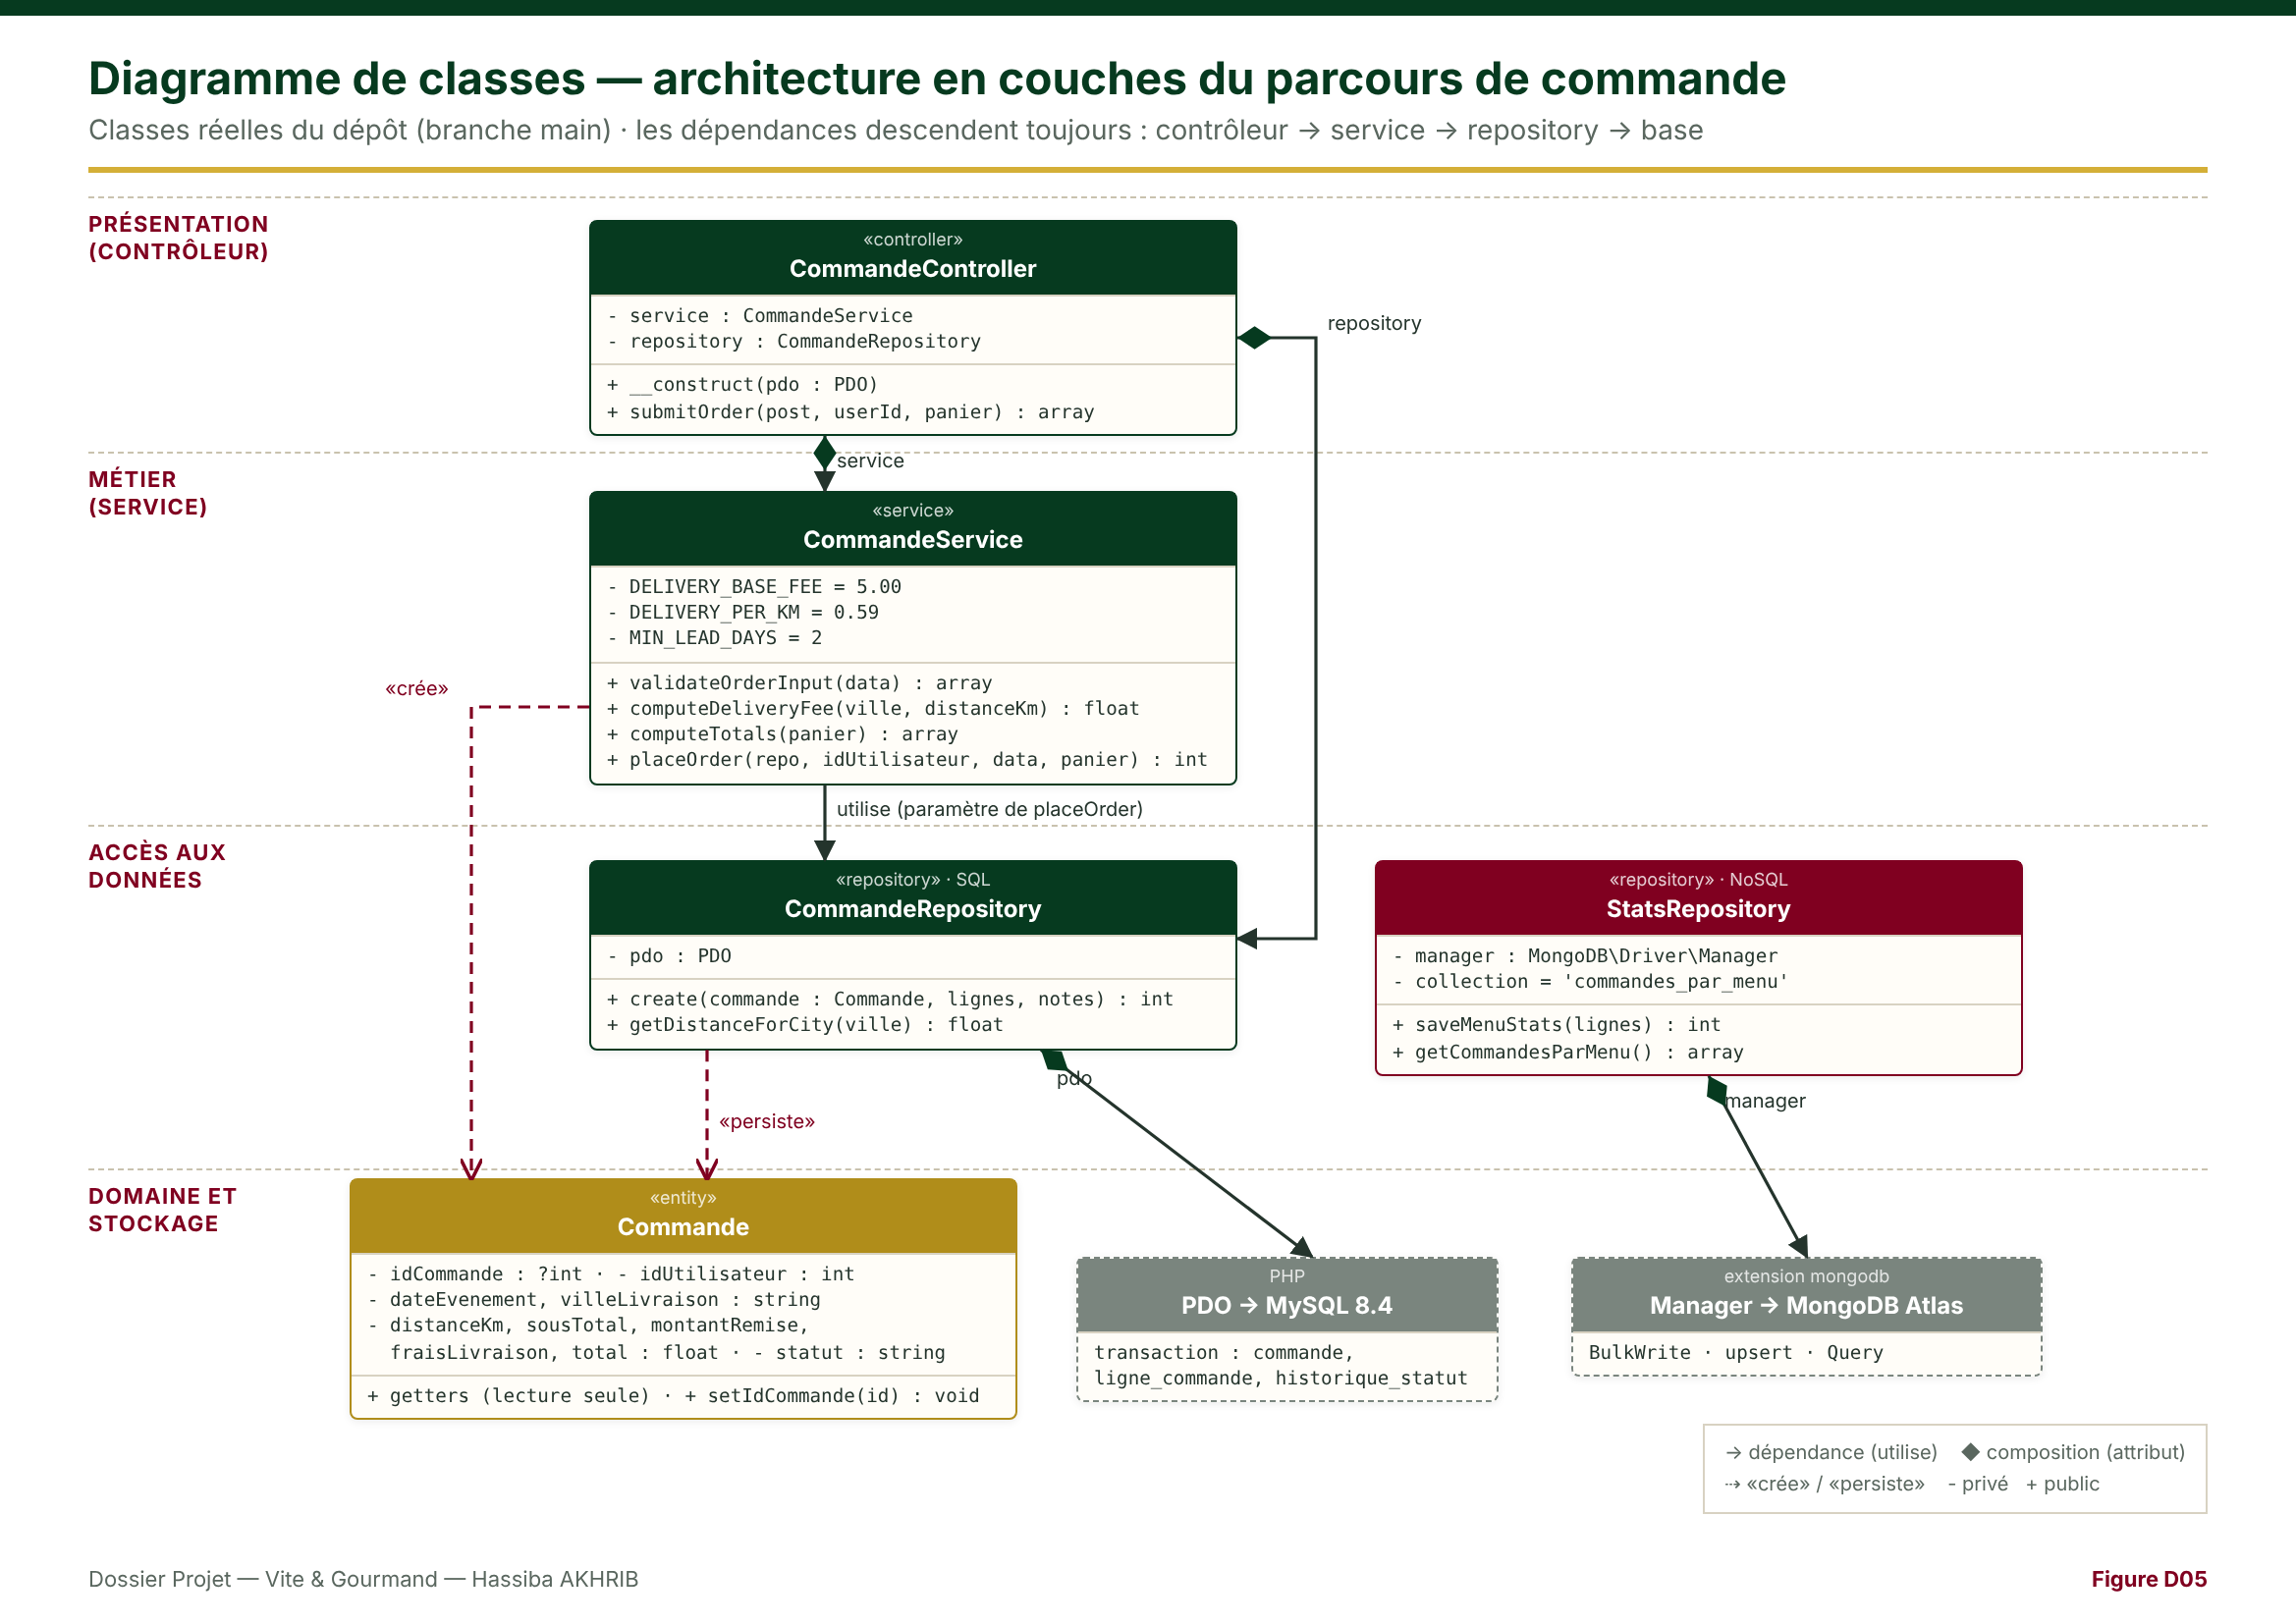 Diagramme de classes — architecture en couches du parcours de commande
Classes réelles du dépôt (branche main) · les dépendances descendent toujours : contrôleur → service → repository → base
PRÉSENTATION
(CONTRÔLEUR)
«controller»
CommandeController
- service : CommandeService
- repository : CommandeRepository
+ __construct(pdo : PDO)
+ submitOrder(post, userId, panier) : array
repository
service
MÉTIER
(SERVICE)
«service»
CommandeService
- DELIVERY_BASE_FEE = 5.00
- DELIVERY_PER_KM = 0.59
- MIN_LEAD_DAYS = 2
+ validateOrderInput(data) : array
+ computeDeliveryFee(ville, distanceKm) : float
+ computeTotals(panier) : array
+ placeOrder(repo, idUtilisateur, data, panier) : int
«crée»
utilise (paramètre de placeOrder)
ACCÈS AUX
DONNÉES
«repository» · SQL
CommandeRepository
- pdo : PDO
+ create(commande : Commande, lignes, notes) : int
+ getDistanceForCity(ville) : float
«repository» · NoSQL
StatsRepository
- manager : MongoDB\Driver\Manager
- collection = 'commandes_par_menu'
+ saveMenuStats(lignes) : int
+ getCommandesParMenu() : array
pdo
manager
«persiste»
DOMAINE ET
STOCKAGE
«entity»
Commande
- idCommande : ?int · - idUtilisateur : int
- dateEvenement, villeLivraison : string
- distanceKm, sousTotal, montantRemise,
fraisLivraison, total : float · - statut : string
+ getters (lecture seule) · + setIdCommande(id) : void
PHP
PDO → MySQL 8.4
transaction : commande,
ligne_commande, historique_statut
extension mongodb
Manager → MongoDB Atlas
BulkWrite · upsert · Query
→ dépendance (utilise) ◆ composition (attribut)
⇢ «crée» / «persiste» - privé + public
Dossier Projet — Vite & Gourmand — Hassiba AKHRIB
Figure D05